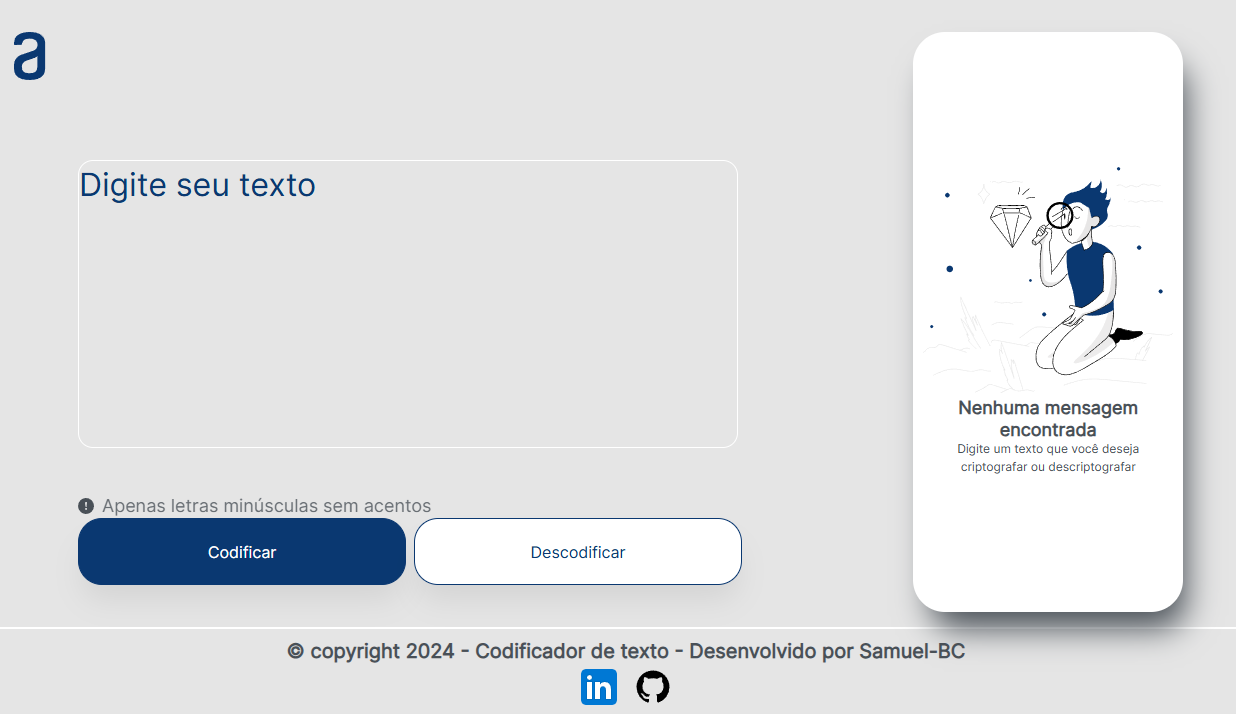 a
Digite seu texto
Apenas letras minúsculas sem acentos
Codificar
Descodificar
Nenhuma mensagem
encontrada
Digite um texto que você deseja
criptografar ou descriptografar
© copyright 2024 - Codificador de texto - Desenvolvido por Samuel-BC
in